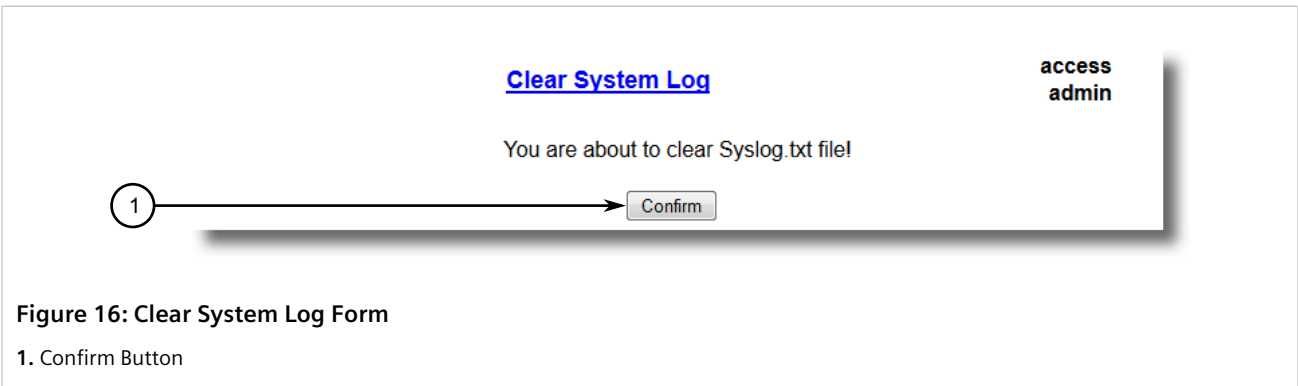 Clear System Log
access
admin
You are about to clear Syslog.txt file!
1
Confirm
Figure 16: Clear System Log Form
1. Confirm Button